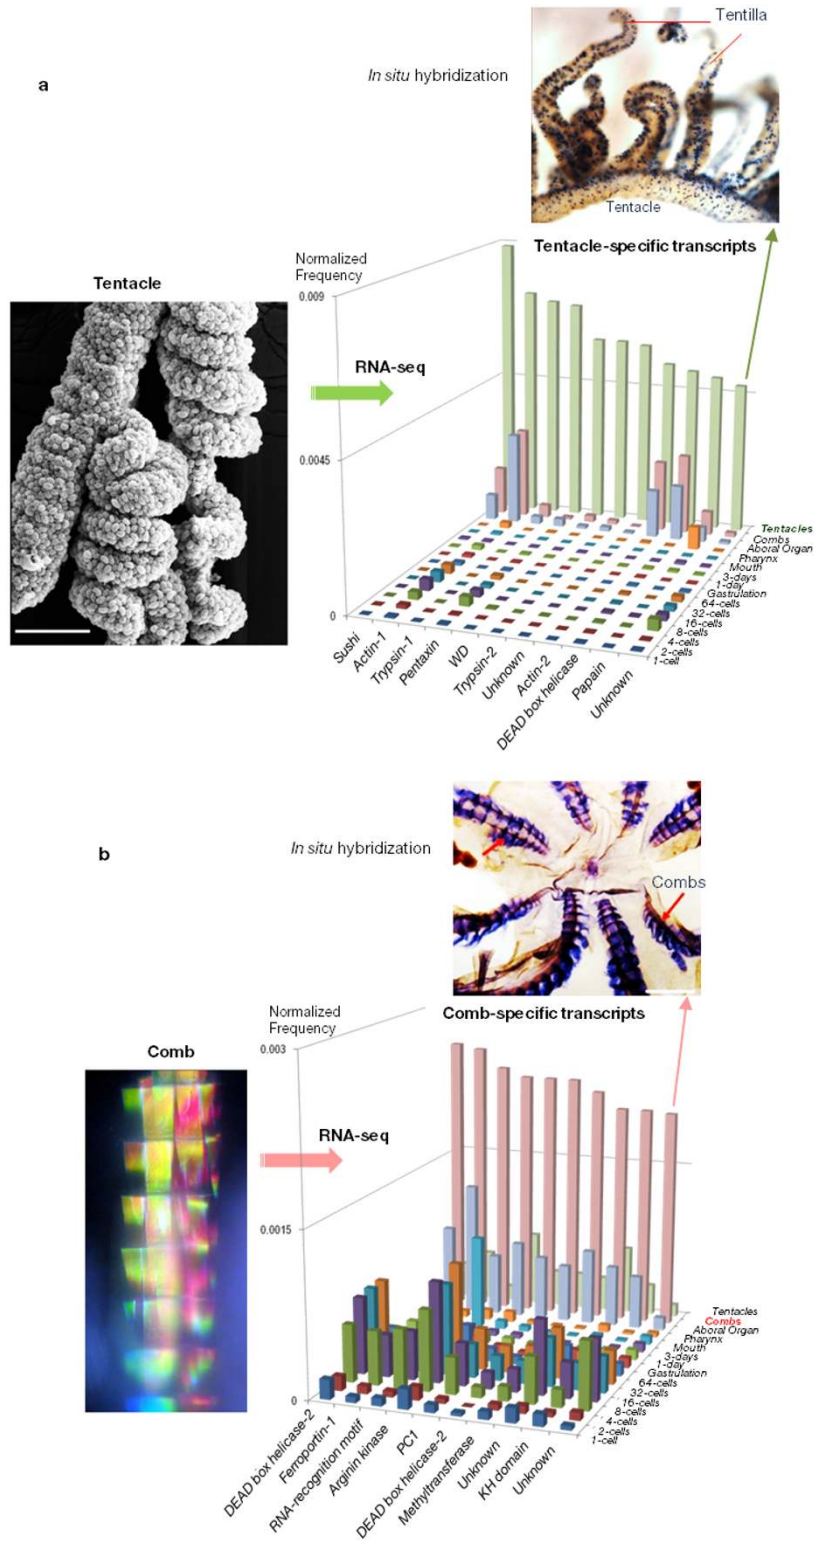 Tentilla
a
In situ hybridization
Tentacle
Normalized
Frequency
Tentacle-specific transcripts
Tentacle
0.009
RNA-seq
0.0045
0
Tentacles
Combs
Aboral Organ
Pharynx
Mouth
3-days
1-day
Gastrulation
64-cells
32-cells
16-cells
8-cells
4-cells
2-cells
1-cell
Sushi
Actin-1
Trypsin-1
Pentaxin
WD
Trypsin-2
Unknown
Actin-2
DEAD box helicase
Papain
Unknown
b
In situ hybridization
Combs
Normalized
Frequency
Comb-specific transcripts
Comb
0.003
RNA-seq
0.0015
0
Tentacles
Combs
Aboral Organ
Pharynx
Mouth
3-days
1-day
Gastrulation
64-cells
32-cells
16-cells
8-cells
4-cells
2-cells
1-cell
DEAD box helicase-2
Ferroportin-1
RNA-recognition motif
Arginin kinase
PC1
DEAD box helicase-2
Methyltransferase
Unknown
KH domain
Unknown